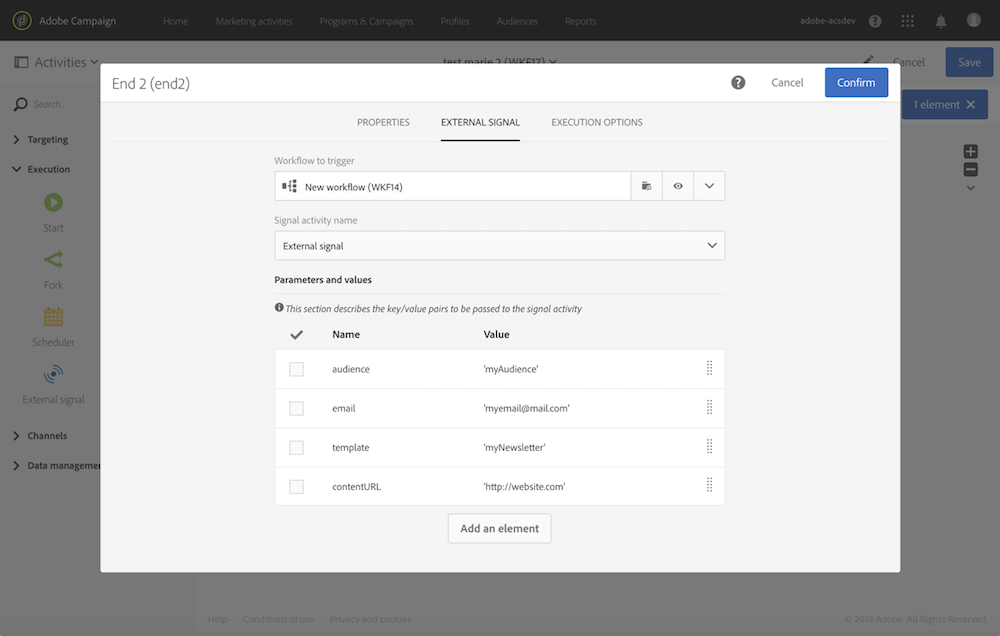 Adobe Campaign Home Marketing activities Programs & Campaigns Profiles Audiences Reports adobe-acsdev
Activities test marie 2 (WKF17) Cancel Save
End 2 (end2) Cancel Confirm
Search...
1 element
PROPERTIES EXTERNAL SIGNAL EXECUTION OPTIONS
Targeting
Execution
Start
Fork
Scheduler
External signal
Channels
Data managemen
Workflow to trigger
New workflow (WKF14)
Signal activity name
External signal
Parameters and values
This section describes the key/value pairs to be passed to the signal activity
Name Value
audience 'myAudience'
email 'myemail@mail.com'
template 'myNewsletter'
contentURL 'http://website.com'
Add an element
Help Conditions of use Privacy and cookies © 2019 Adobe. All Rights Reserved.